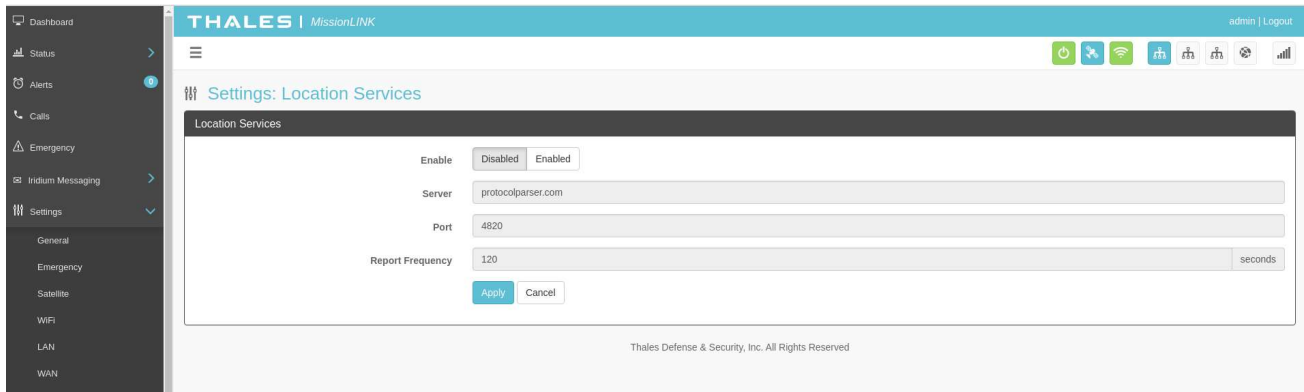 Dashboard
Status
Alerts
0
Calls
Emergency
Iridium Messaging
Settings
General
Emergency
Satellite
WiFi
LAN
WAN
THALES | MissionLINK
admin | Logout
Settings: Location Services
Location Services
Enable Disabled Enabled
Server protocolparser.com
Port 4820
Report Frequency 120 seconds
Apply Cancel
Thales Defense & Security, Inc. All Rights Reserved